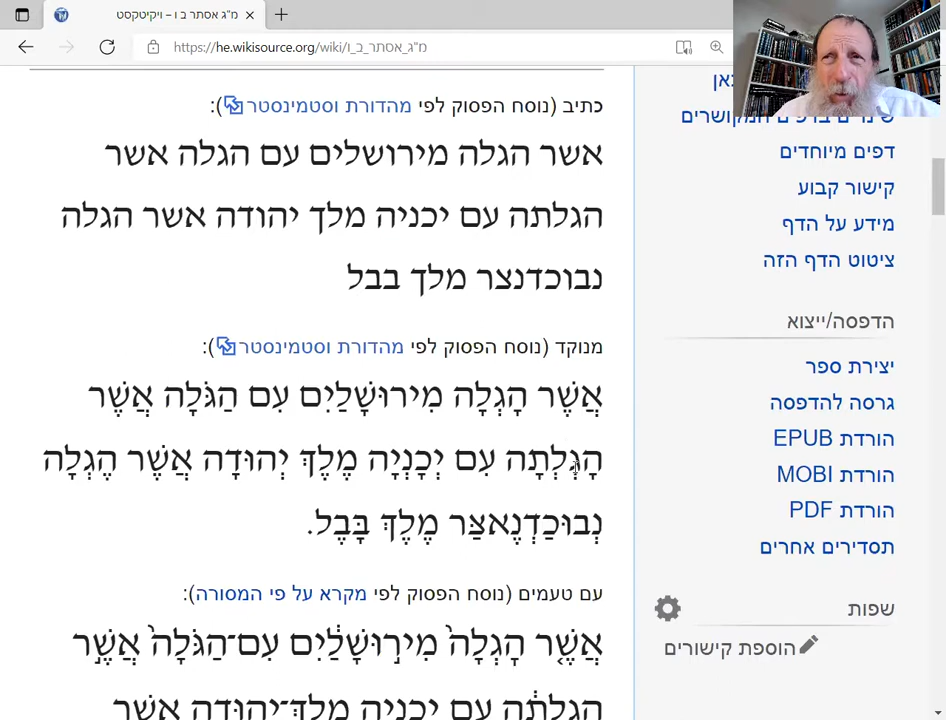 מ"ג אסתר ב ו – ויקיטקסט
https://he.wikisource.org/wiki/מ"ג_אסתר_ב_ו
כתיב (נוסח הפסוק לפי מהדורת וסטמינסטר):
אשר הגלה מירושלים עם הגלה אשר
הגלתה עם יכניה מלך יהודה אשר הגלה
נבוכדנצר מלך בבל
מנוקד (נוסח הפסוק לפי מהדורת וסטמינסטר):
אֲשֶׁר הָגְלָה מִירוּשָׁלַיִם עִם הַגֹּלָה אֲשֶׁר
הָגְלְתָה עִם יְכָנְיָה מֶלֶךְ יְהוּדָה אֲשֶׁר הֶגְלָה
נְבוּכַדְנֶאצַּר מֶלֶךְ בָּבֶל.
עם טעמים (נוסח הפסוק לפי מקרא על פי המסורה):
אֲשֶׁ֤ר הׇגְלָה֙ מִיר֣וּשָׁלַ֔יִם עִם־הַגֹּלָה֙ אֲשֶׁ֣ר
הׇגְלְתָ֔ה עִ֖ם יְכׇנְיָ֣ה מֶֽלֶךְ־יְהוּדָ֑ה אֲשֶׁ֣ר
דפים מיוחדים
קישור קבוע
מידע על הדף
ציטוט הדף הזה
הדפסה/ייצוא
יצירת ספר
גרסה להדפסה
הורדת EPUB
הורדת MOBI
הורדת PDF
תסדירים אחרים
שפות
הוספת קישורים